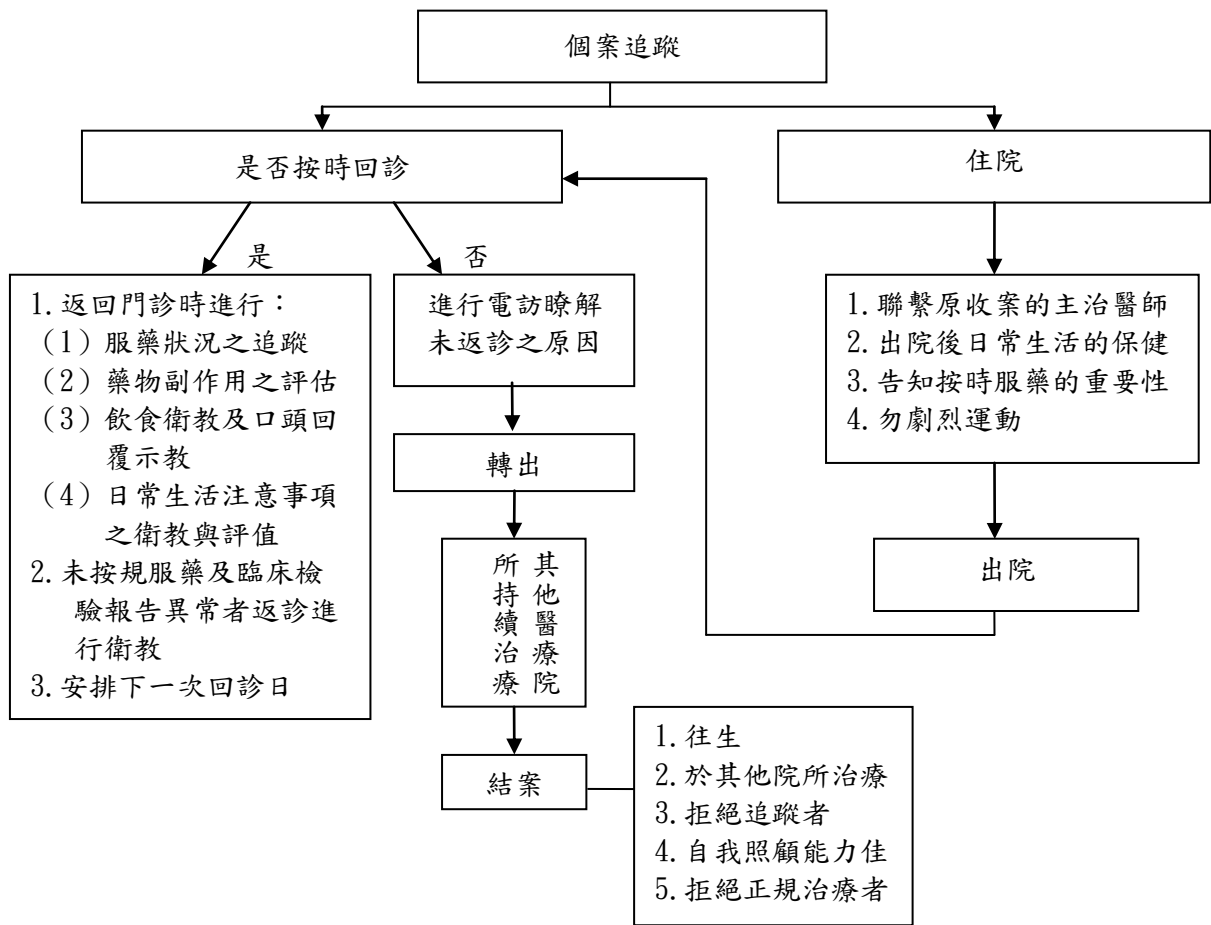 個案追蹤
是否按時回診
住院
是
否
1.返回門診時進行：
（1）服藥狀況之追蹤
（2）藥物副作用之評估
（3）飲食衛教及口頭回
覆示教
（4）日常生活注意事項
之衛教與評值
2.未按規服藥及臨床檢
驗報告異常者返診進
行衛教
3.安排下一次回診日
進行電訪瞭解
未返診之原因
轉出
其他醫療院
所持續治療
結案
1.往生
2.於其他院所治療
3.拒絕追蹤者
4.自我照顧能力佳
5.拒絕正規治療者
1.聯繫原收案的主治醫師
2.出院後日常生活的保健
3.告知按時服藥的重要性
4.勿劇烈運動
出院